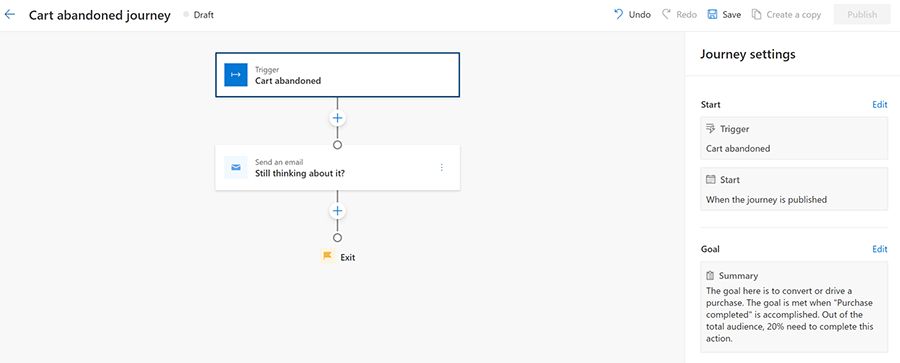 Cart abandoned journey Draft Undo Redo Save Create a copy Publish
Trigger
Cart abandoned
Send an email
Still thinking about it?
Exit
Journey settings
Start Edit
Trigger
Cart abandoned
Start
When the journey is published
Goal Edit
Summary
The goal here is to convert or drive a
purchase. The goal is met when "Purchase
completed" is accomplished. Out of the
total audience, 20% need to complete this
action.